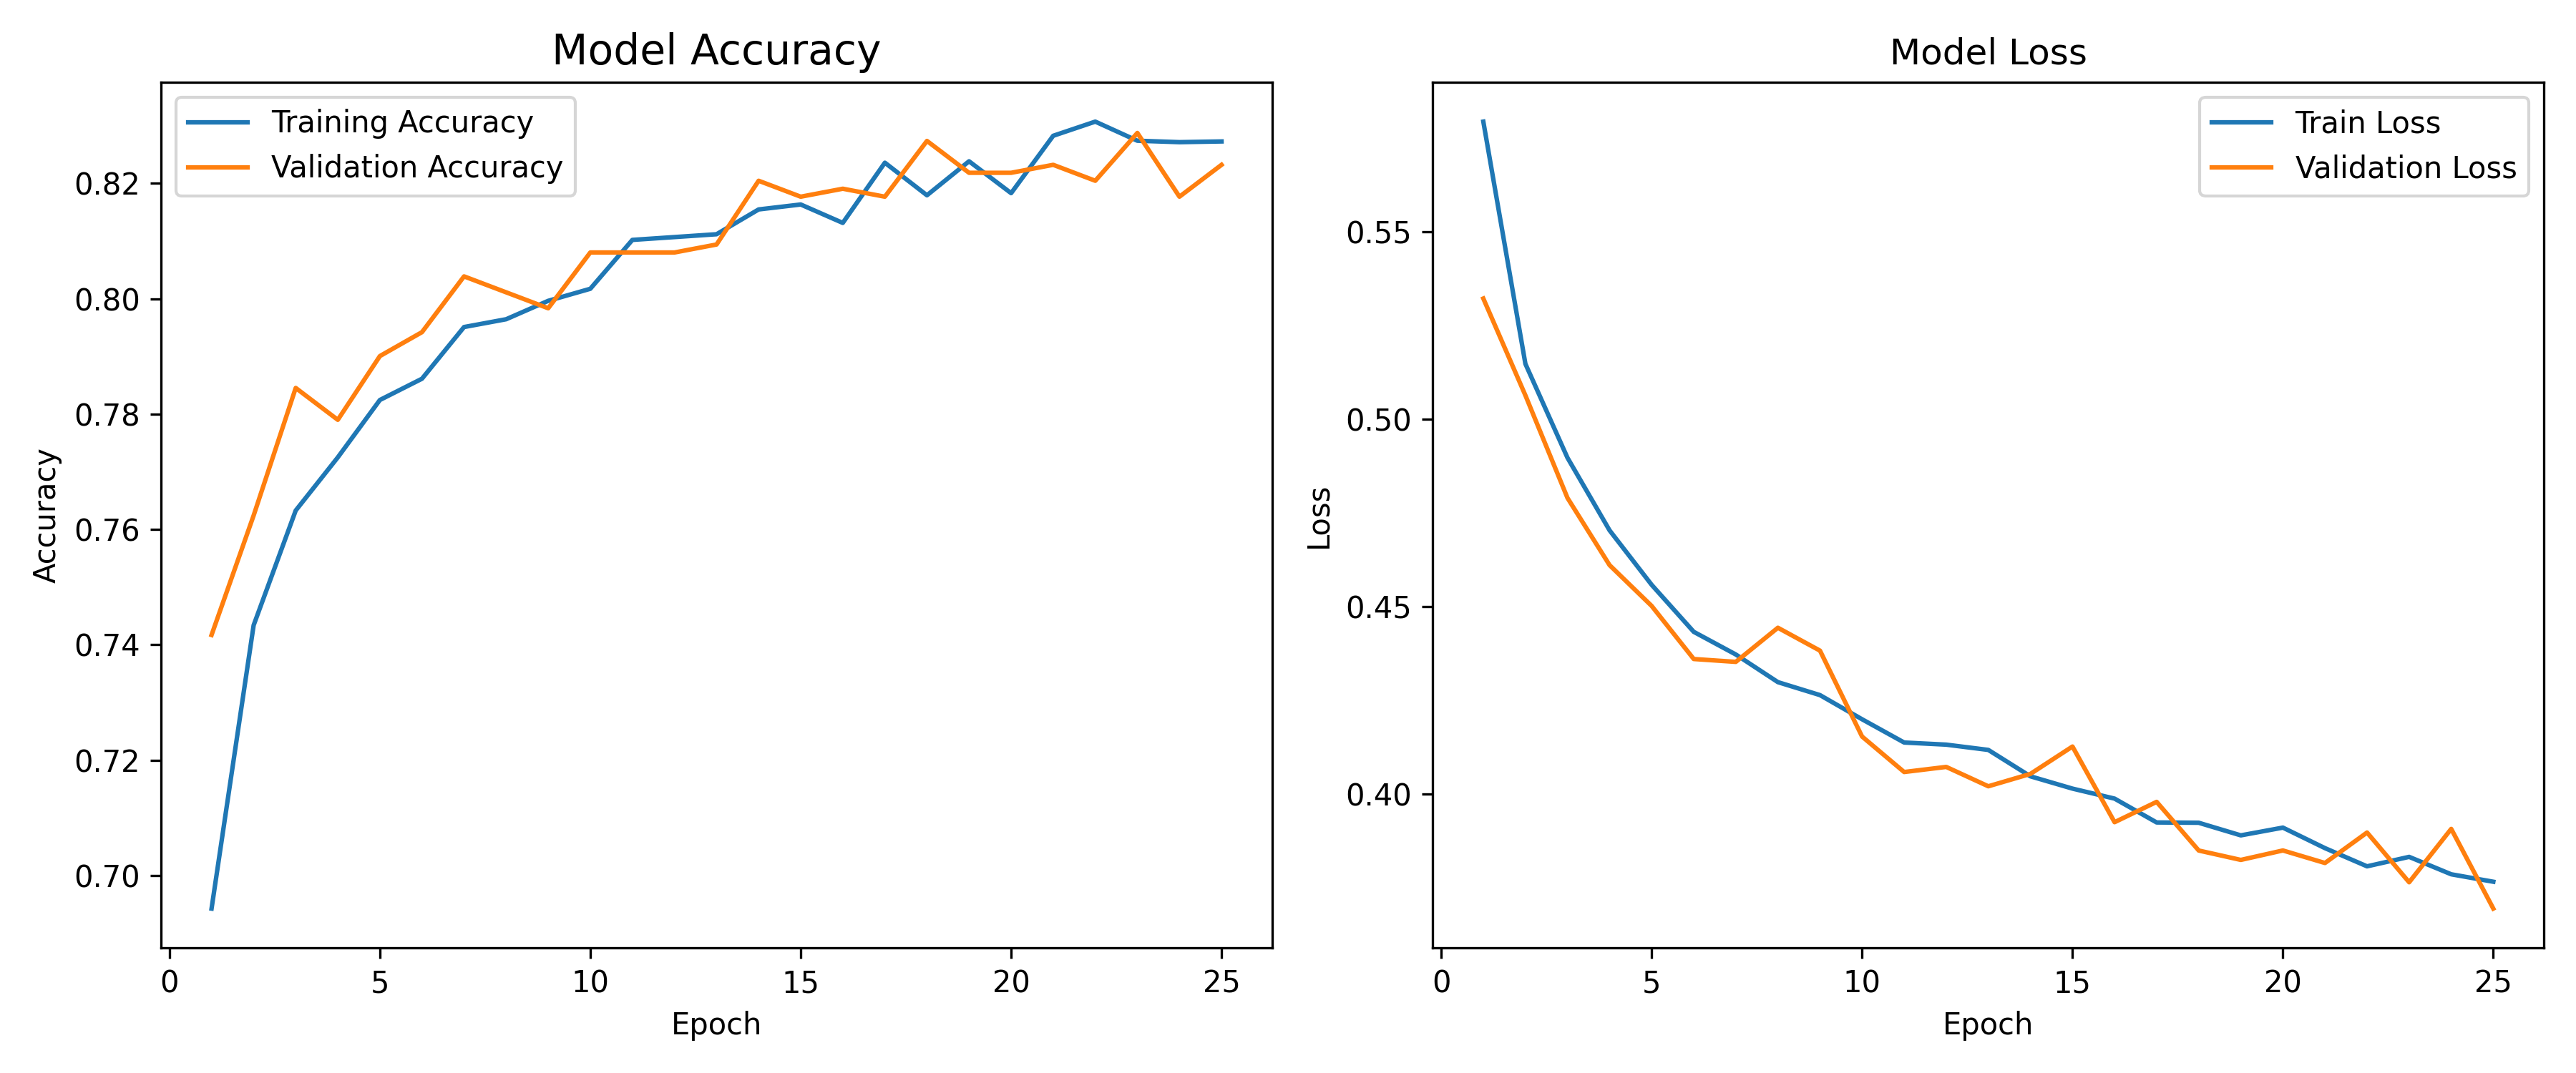 Model Accuracy
Training Accuracy
Validation Accuracy
0.82
0.80
0.78
0.76
0.74
0.72
0.70
Accuracy
0 5 10 15 20 25
Epoch
Model Loss
Train Loss
Validation Loss
0.55
0.50
0.45
0.40
Loss
0 5 10 15 20 25
Epoch